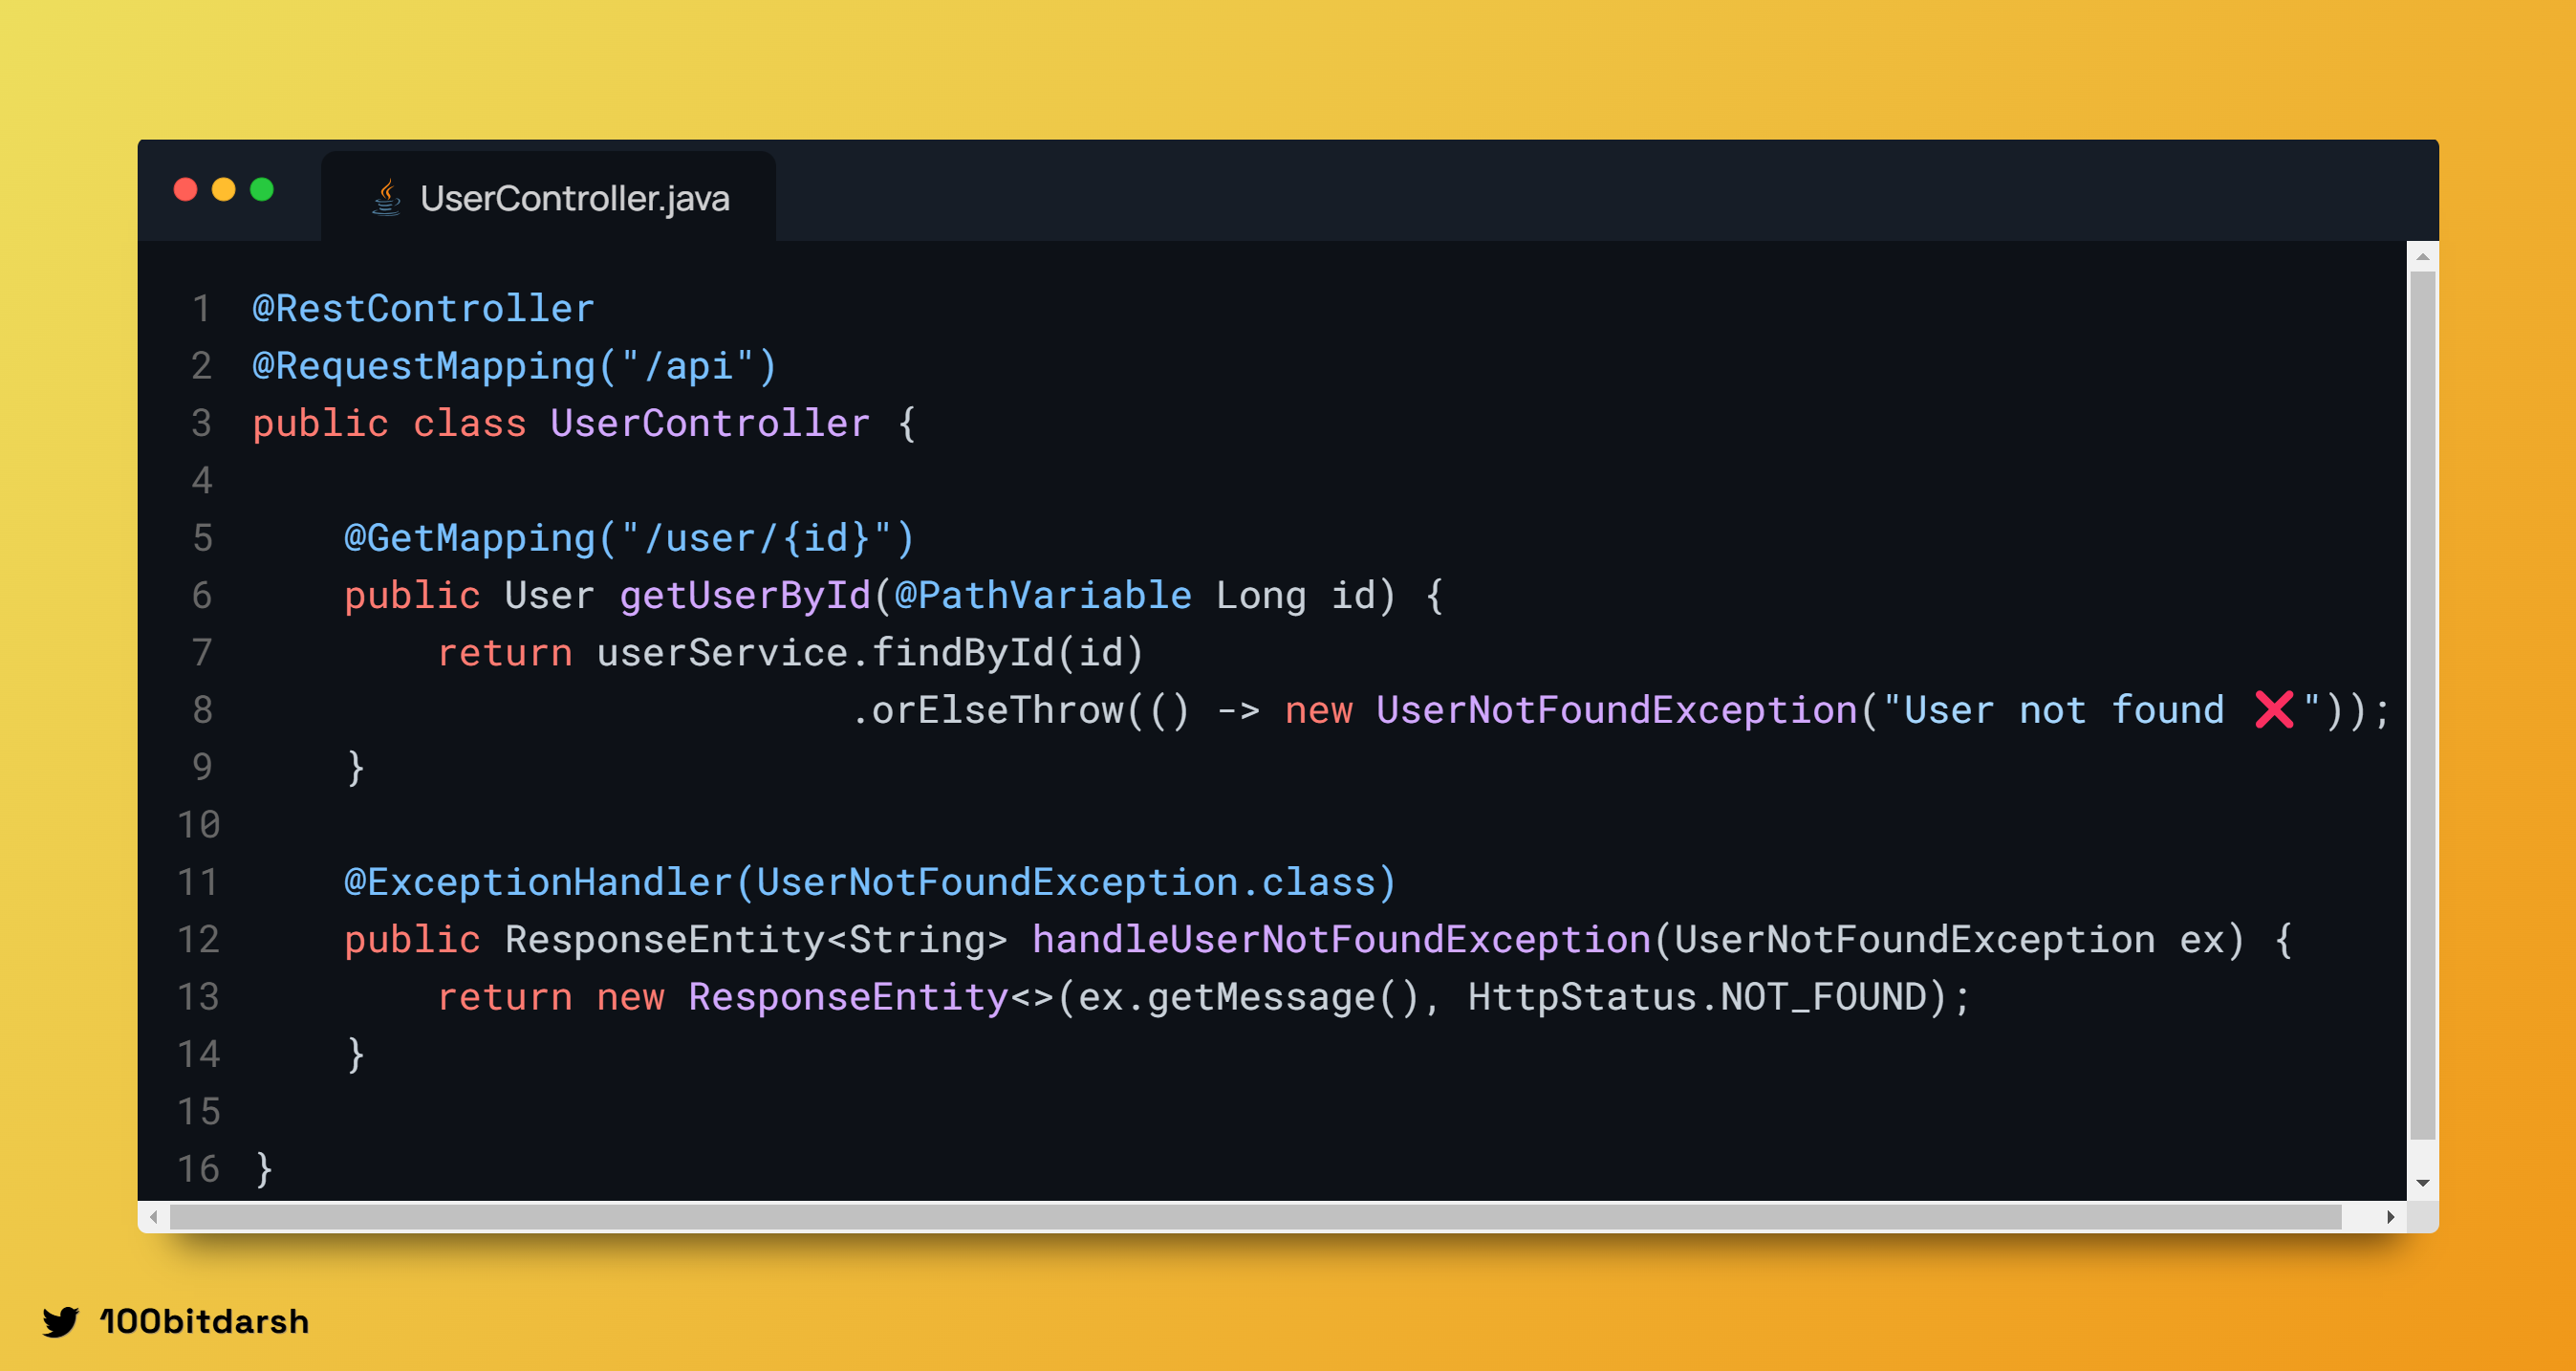 UserController.java
1 @RestController
2 @RequestMapping("/api")
3 public class UserController {
4
5     @GetMapping("/user/{id}")
6     public User getUserById(@PathVariable Long id) {
7         return userService.findById(id)
8                           .orElseThrow(() -> new UserNotFoundException("User not found ❌"));
9     }
10
11     @ExceptionHandler(UserNotFoundException.class)
12     public ResponseEntity<String> handleUserNotFoundException(UserNotFoundException ex) {
13         return new ResponseEntity<>(ex.getMessage(), HttpStatus.NOT_FOUND);
14     }
15
16 }
100bitdarsh